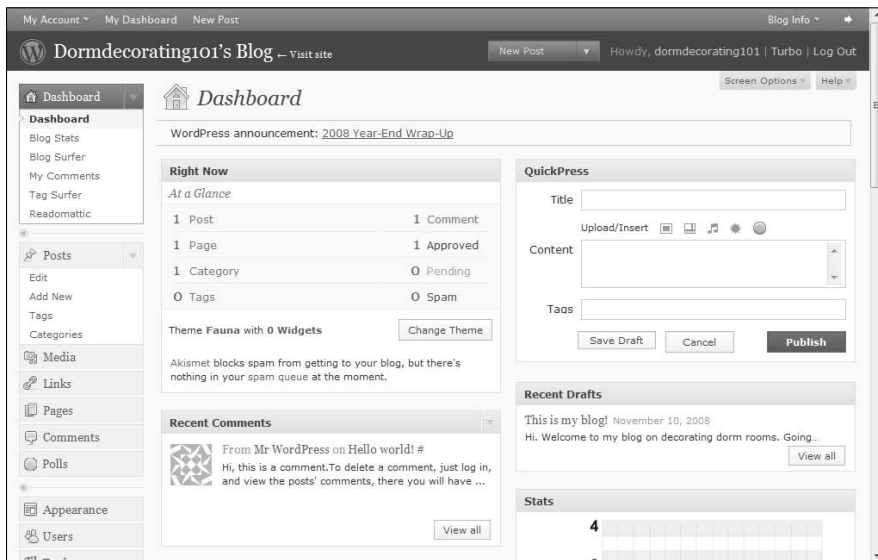 My Account My Dashboard New Post Blog Info
Dormdecorating101's Blog ← Visit site New Post Howdy, dormdecorating101 | Turbo | Log Out
Screen Options Help
Dashboard
Dashboard
Blog Stats
Blog Surfer
My Comments
Tag Surfer
Readomattic
Posts
Edit
Add New
Tags
Categories
Media
Links
Pages
Comments
Polls
Appearance
Users
Dashboard
WordPress announcement: 2008 Year-End Wrap-Up
Right Now
At a Glance
1 Post 1 Comment
1 Page 1 Approved
1 Category 0 Pending
0 Tags 0 Spam
Theme Fauna with 0 Widgets Change Theme
Akismet blocks spam from getting to your blog, but there's
nothing in your spam queue at the moment.
Recent Comments
From Mr WordPress on Hello world! #
Hi, this is a comment.To delete a comment, just log in,
and view the posts' comments, there you will have ...
View all
QuickPress
Title
Upload/Insert
Content
Tags
Save Draft Cancel Publish
Recent Drafts
This is my blog! November 10, 2008
Hi. Welcome to my blog on decorating dorm rooms. Going...
View all
Stats
4